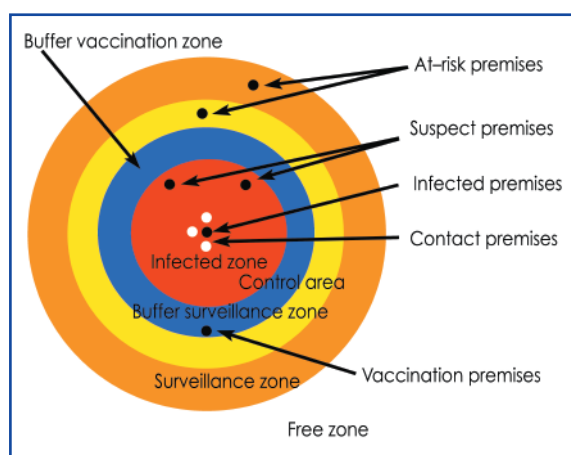 Buffer vaccination zone
At–risk premises
Suspect premises
Infected premises
Contact premises
Infected zone
Control area
Buffer surveillance zone
Vaccination premises
Surveillance zone
Free zone